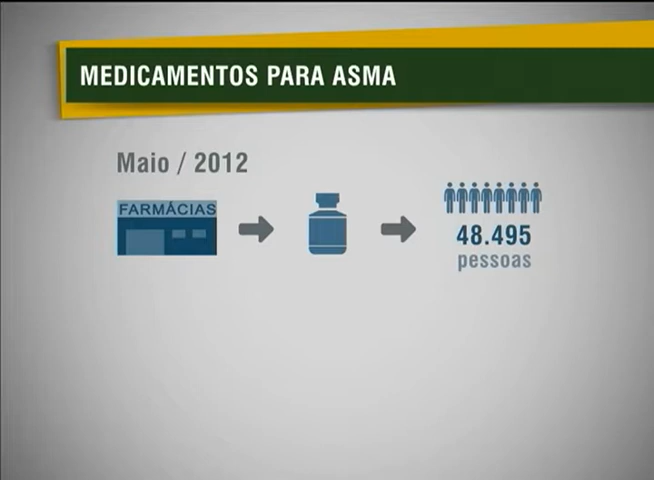 MEDICAMENTOS PARA ASMA
Maio / 2012
FARMÁCIAS
48.495
pessoas